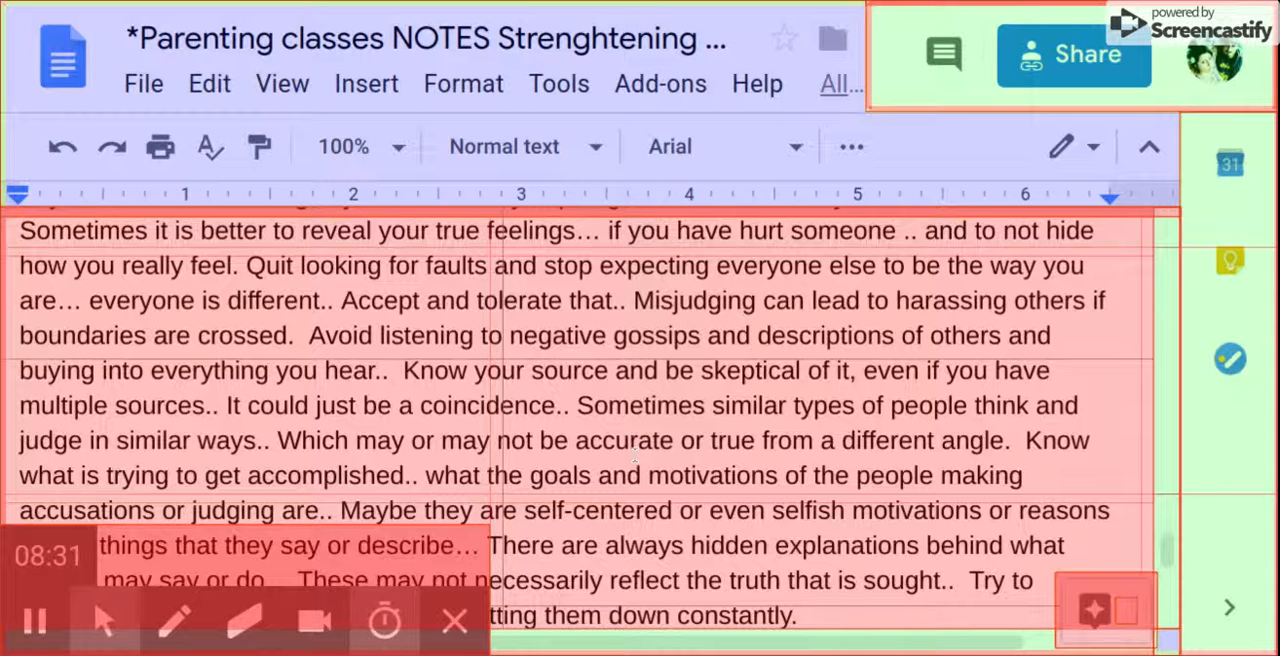 powered by
Screencastify
*Parenting classes NOTES Strenghtening ...
Share
File Edit View Insert Format Tools Add-ons Help All...
100% Normal text Arial
31
1 2 3 4 5 6
Sometimes it is better to reveal your true feelings… if you have hurt someone .. and to not hide
how you really feel. Quit looking for faults and stop expecting everyone else to be the way you
are… everyone is different.. Accept and tolerate that.. Misjudging can lead to harassing others if
boundaries are crossed. Avoid listening to negative gossips and descriptions of others and
buying into everything you hear.. Know your source and be skeptical of it, even if you have
multiple sources.. It could just be a coincidence.. Sometimes similar types of people think and
judge in similar ways.. Which may or may not be accurate or true from a different angle. Know
what is trying to get accomplished.. what the goals and motivations of the people making
accusations or judging are.. Maybe they are self-centered or even selfish motivations or reasons
things that they say or describe… There are always hidden explanations behind what
may say or do... These may not necessarily reflect the truth that is sought.. Try to
tting them down constantly.
08:31